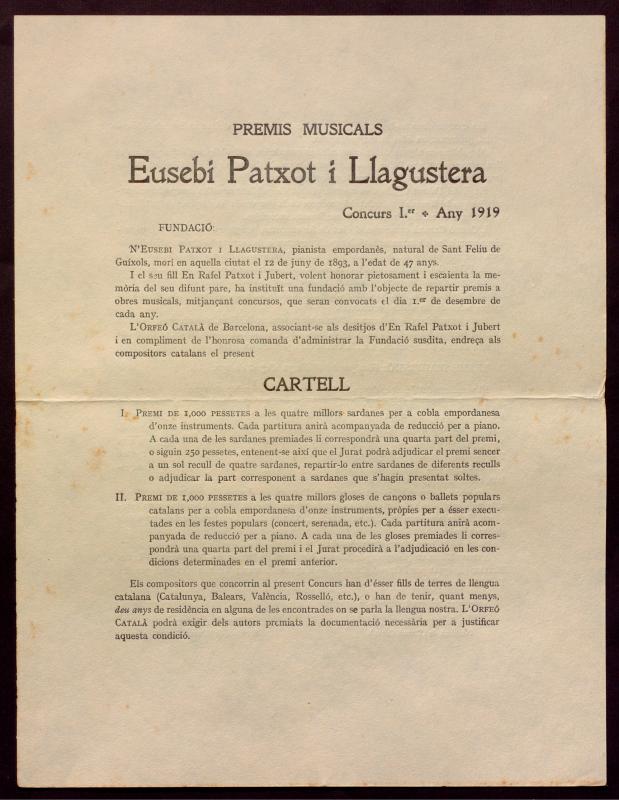 PREMIS MUSICALS
Eusebi Patxot i Llagustera
Concurs I.er ✤ Any 1919
FUNDACIÓ:
N'EUSEBI PATXOT I LLAGUSTERA, pianista empordanès, natural de Sant Feliu de
Guíxols, morí en aquella ciutat el 12 de juny de 1893, a l'edat de 47 anys.
I el seu fill En Rafel Patxot i Jubert, volent honorar pietosament i escaienta la me-
mòria del seu difunt pare, ha instituït una fundació amb l'objecte de repartir premis a
obres musicals, mitjançant concursos, que seran convocats el dia 1.er de desembre de
cada any.
L'ORFEÓ CATALÀ de Barcelona, associant-se als desitjos d'En Rafel Patxot i Jubert
i en compliment de l'honrosa comanda d'administrar la Fundació susdita, endreça als
compositors catalans el present
CARTELL
I. PREMI DE 1,000 PESSETES a les quatre millors sardanes per a cobla empordanesa
d'onze instruments. Cada partitura anirà acompanyada de reducció per a piano.
A cada una de les sardanes premiades li correspondrà una quarta part del premi,
o siguin 250 pessetes, entenent-se així que el Jurat podrà adjudicar el premi sencer
a un sol recull de quatre sardanes, repartir-lo entre sardanes de diferents reculls
o adjudicar la part corresponent a sardanes que s'hagin presentat soltes.
II. PREMI DE 1,000 PESSETES a les quatre millors gloses de cançons o ballets populars
catalans per a cobla empordanesa d'onze instruments, pròpies per a ésser execu-
tades en les festes populars (concert, serenada, etc.). Cada partitura anirà acom-
panyada de reducció per a piano. A cada una de les gloses premiades li corres-
pondrà una quarta part del premi i el Jurat procedirà a l'adjudicació en les con-
dicions determinades en el premi anterior.
Els compositors que concorrin al present Concurs han d'ésser fills de terres de llengua
catalana (Catalunya, Balears, València, Rosselló, etc.), o han de tenir, quant menys,
deu anys de residència en alguna de les encontrades on se parla la llengua nostra. L'ORFEÓ
CATALÀ podrà exigir dels autors premiats la documentació necessària per a justificar
aquesta condició.